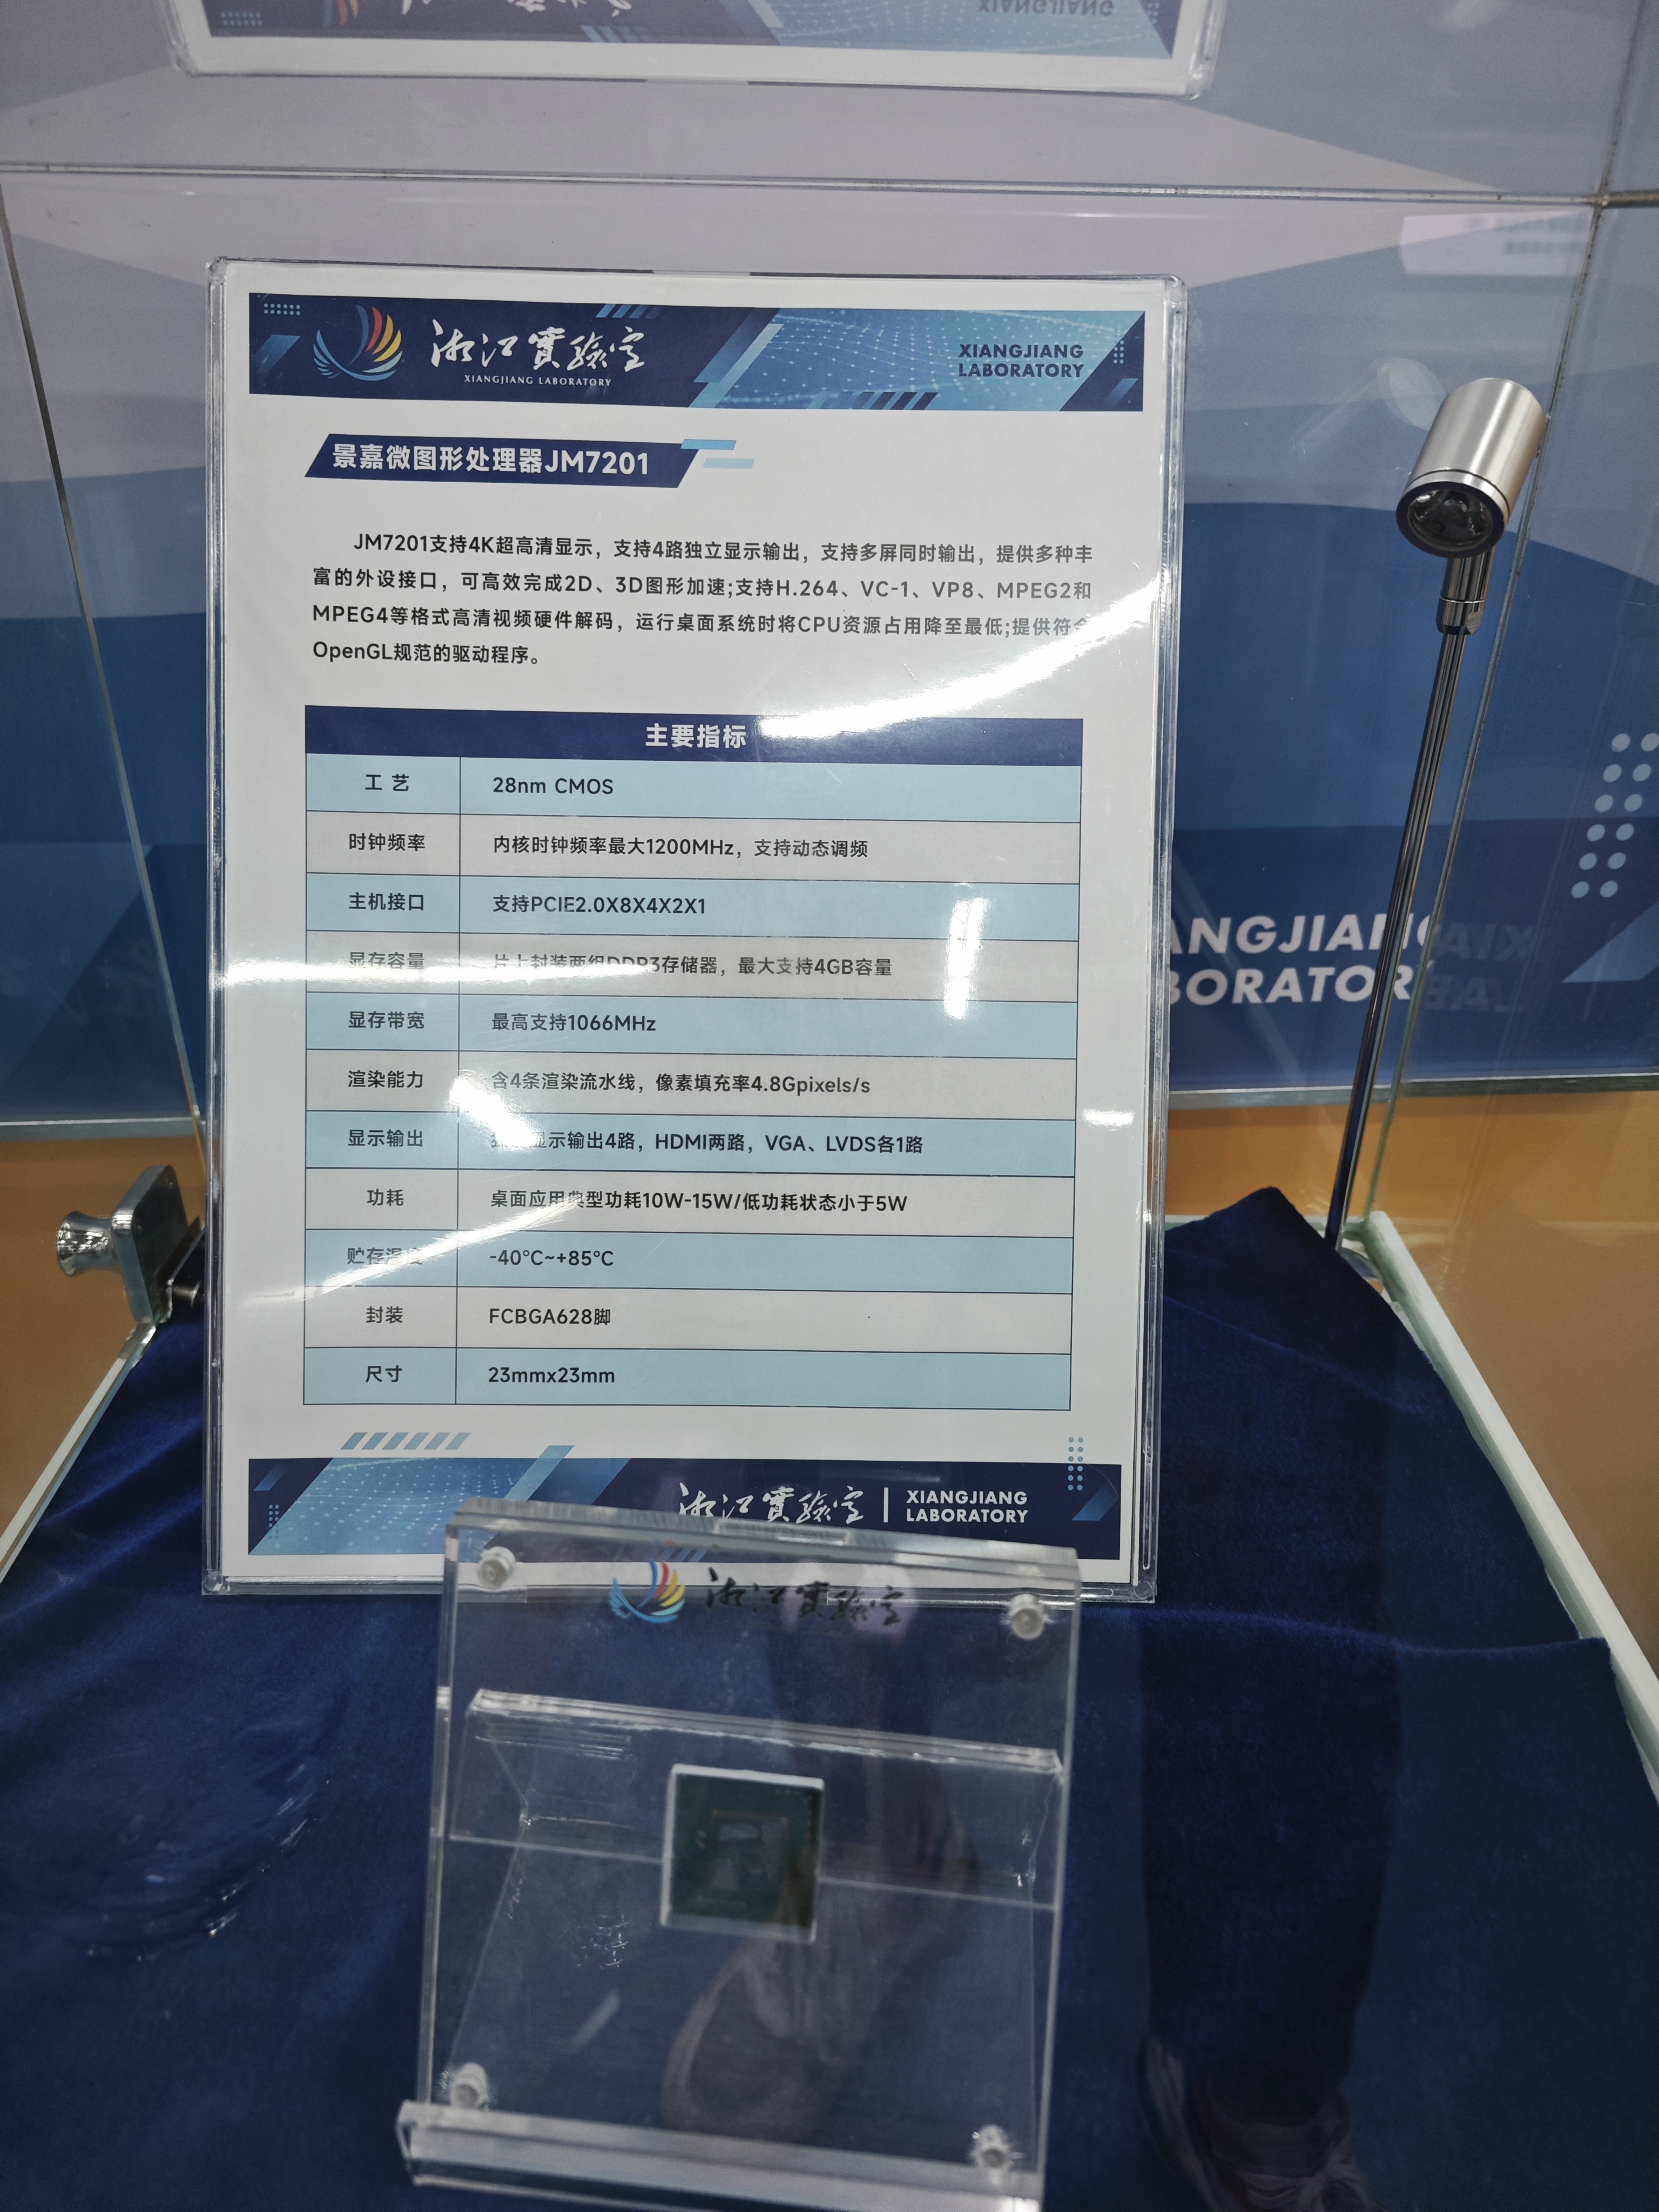 XIANGJIANG
湘江實驗室
XIANGJIANG LABORATORY
XIANGJIANG
LABORATORY
景嘉微图形处理器JM7201
JM7201支持4K超高清显示，支持4路独立显示输出，支持多屏同时输出，提供多种丰
富的外设接口，可高效完成2D、3D图形加速;支持H.264、VC-1、VP8、MPEG2和
MPEG4等格式高清视频硬件解码，运行桌面系统时将CPU资源占用降至最低;提供符合
OpenGL规范的驱动程序。
主要指标
工 艺 28nm CMOS
时钟频率 内核时钟频率最大1200MHz，支持动态调频
主机接口 支持PCIE2.0X8X4X2X1
显存容量 片上封装两组DDR3存储器，最大支持4GB容量
显存带宽 最高支持1066MHz
渲染能力 含4条渲染流水线，像素填充率4.8Gpixels/s
显示输出 显示输出4路，HDMI两路，VGA、LVDS各1路
功耗 桌面应用典型功耗10W-15W/低功耗状态小于5W
贮存温度 -40°C~+85°C
封装 FCBGA628脚
尺寸 23mmx23mm
湘江實驗室
XIANGJIANG
LABORATORY
湘江實驗室
ANGJIANG
BORATOR